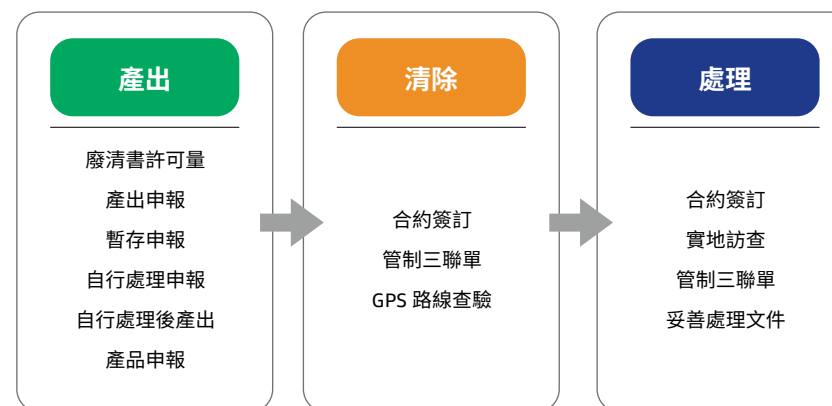 產出
廢清書許可量
產出申報
暫存申報
自行處理申報
自行處理後產出
產品申報
清除
合約簽訂
管制三聯單
GPS 路線查驗
處理
合約簽訂
實地訪查
管制三聯單
妥善處理文件